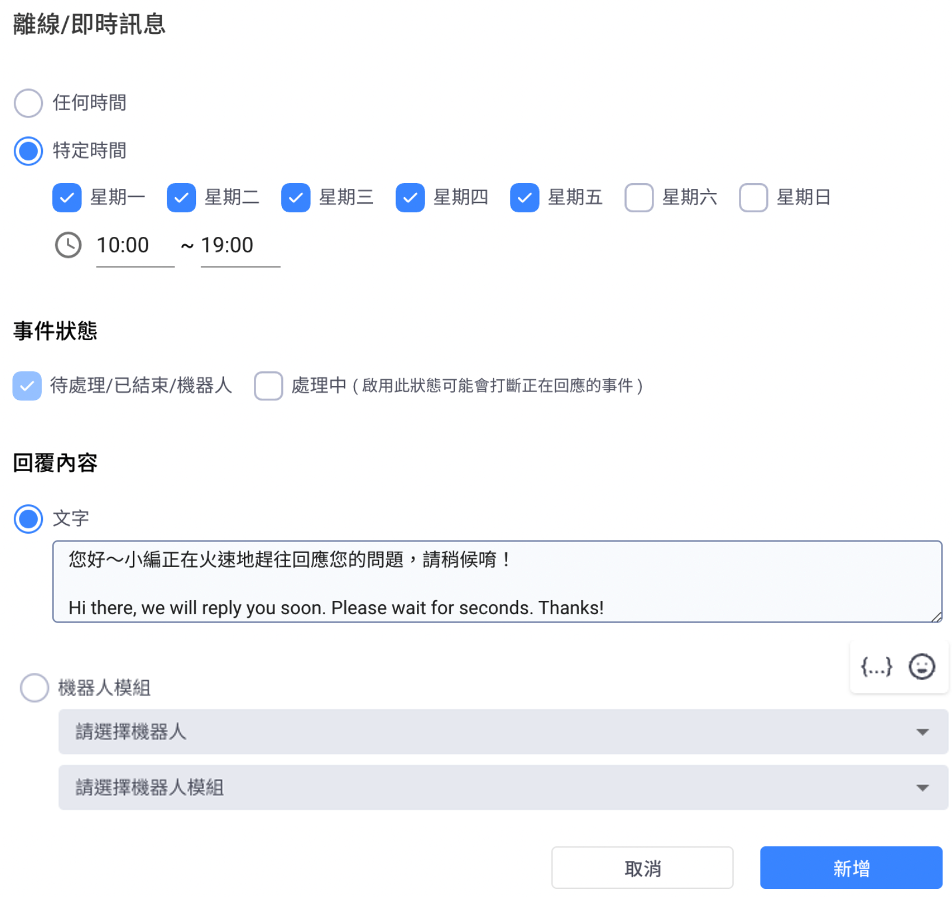 離線/即時訊息
任何時間
特定時間
星期一 星期二 星期三 星期四 星期五 星期六 星期日
10:00 ~ 19:00
事件狀態
待處理/已結束/機器人 處理中 ( 啟用此狀態可能會打斷正在回應的事件 )
回覆內容
文字
您好～小編正在火速地趕往回應您的問題，請稍候唷！
Hi there, we will reply you soon. Please wait for seconds. Thanks!
{...}
機器人模組
請選擇機器人
請選擇機器人模組
取消 新增